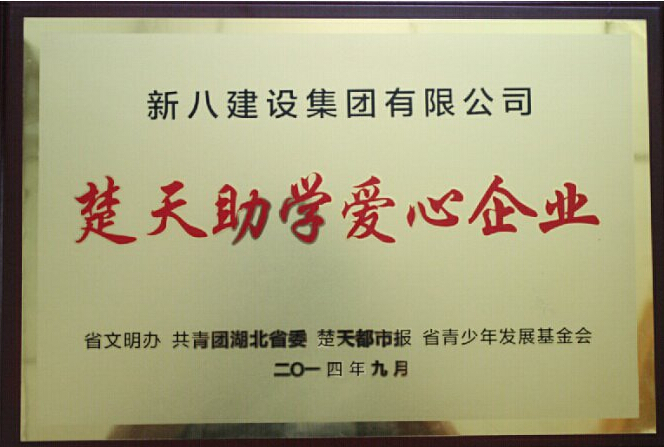 新八建设集团有限公司
楚天助学爱心企业
省文明办 共青团湖北省委 楚天都市报 省青少年发展基金会
二〇一四年九月